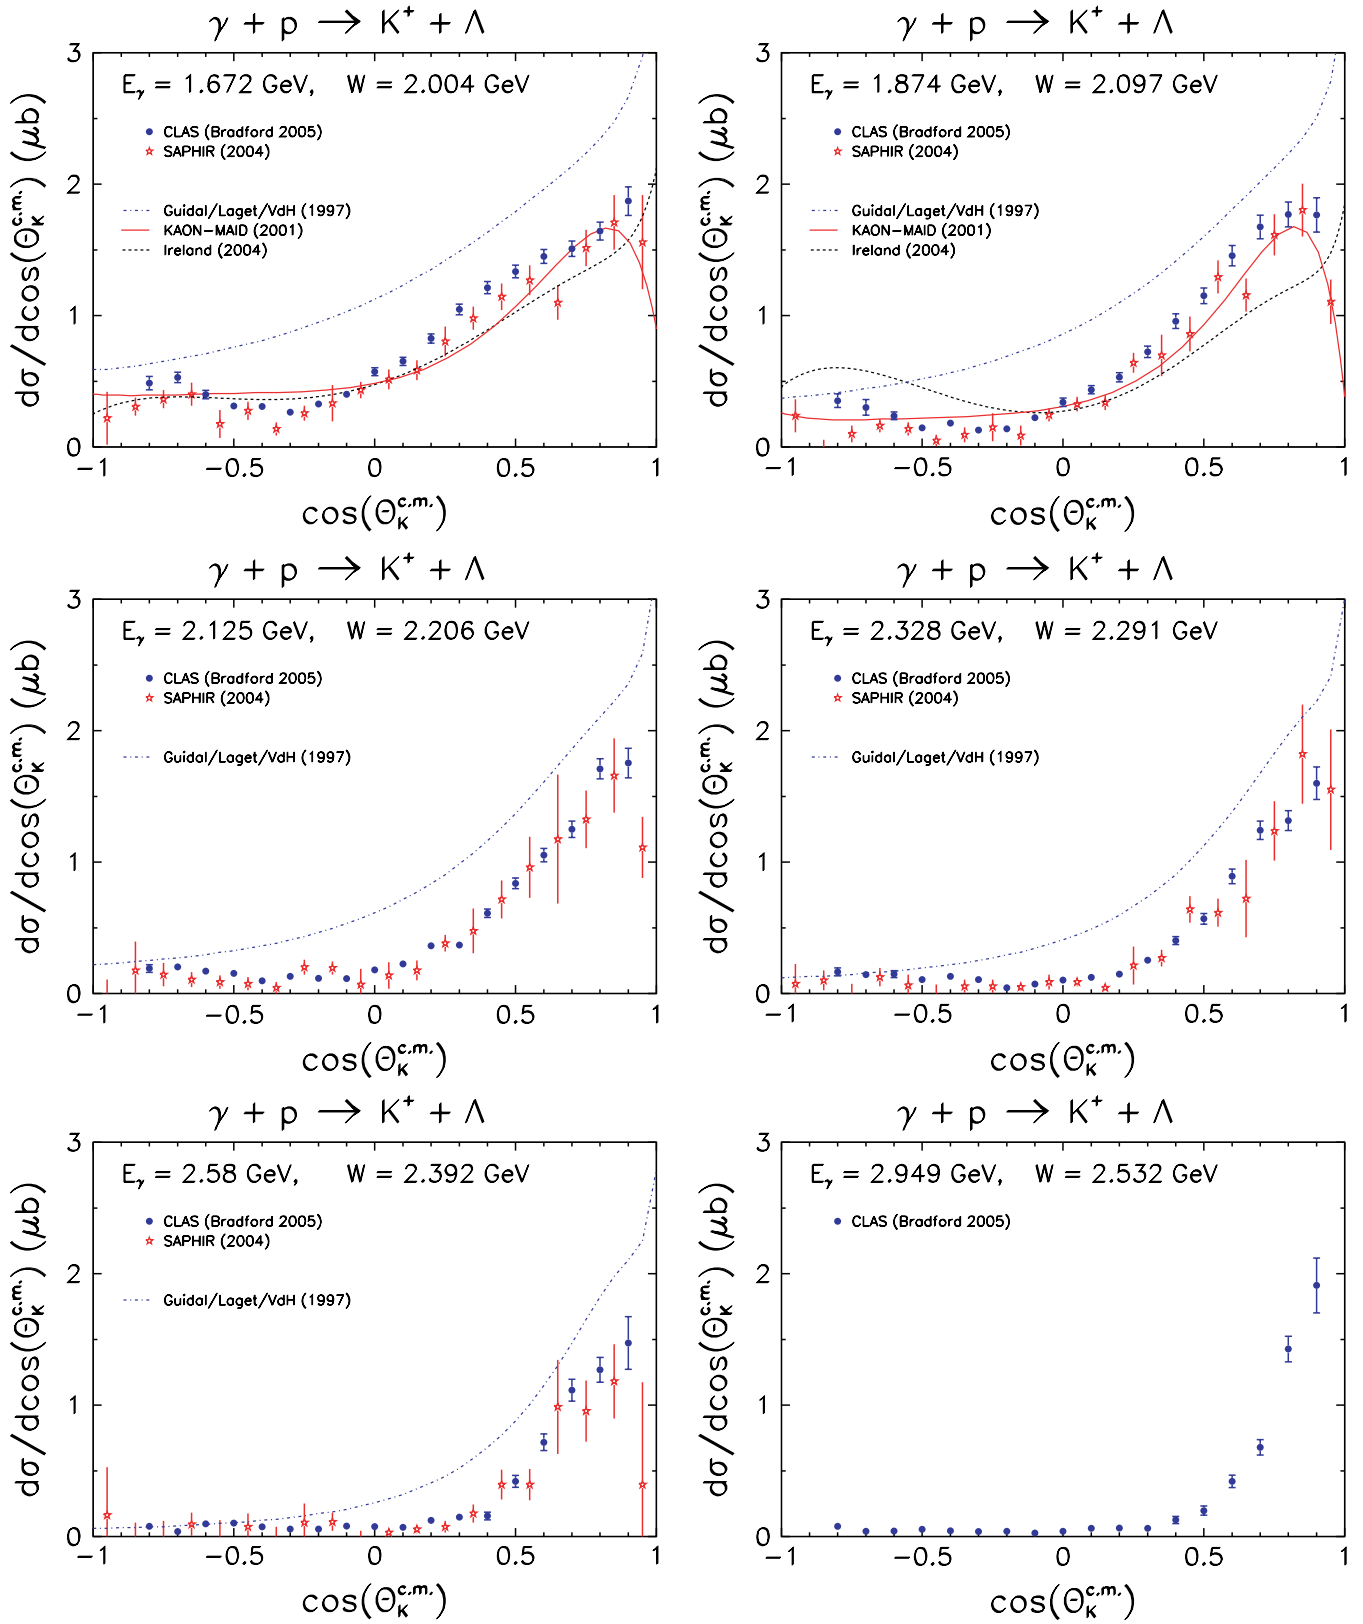 γ + p → K⁺ + Λ
3
2
1
0
−1
−0.5
0
0.5
1
dσ/dcos(Θ_K^c.m.) (μb)
E_γ = 1.672 GeV, W = 2.004 GeV
CLAS (Bradford 2005)
SAPHIR (2004)
Guidal/Laget/VdH (1997)
KAON−MAID (2001)
Ireland (2004)
cos(Θ_K^c.m.)
γ + p → K⁺ + Λ
3
2
1
0
−1
−0.5
0
0.5
1
dσ/dcos(Θ_K^c.m.) (μb)
E_γ = 1.874 GeV, W = 2.097 GeV
CLAS (Bradford 2005)
SAPHIR (2004)
Guidal/Laget/VdH (1997)
KAON−MAID (2001)
Ireland (2004)
cos(Θ_K^c.m.)
γ + p → K⁺ + Λ
3
2
1
0
−1
−0.5
0
0.5
1
dσ/dcos(Θ_K^c.m.) (μb)
E_γ = 2.125 GeV, W = 2.206 GeV
CLAS (Bradford 2005)
SAPHIR (2004)
Guidal/Laget/VdH (1997)
cos(Θ_K^c.m.)
γ + p → K⁺ + Λ
3
2
1
0
−1
−0.5
0
0.5
1
dσ/dcos(Θ_K^c.m.) (μb)
E_γ = 2.328 GeV, W = 2.291 GeV
CLAS (Bradford 2005)
SAPHIR (2004)
Guidal/Laget/VdH (1997)
cos(Θ_K^c.m.)
γ + p → K⁺ + Λ
3
2
1
0
−1
−0.5
0
0.5
1
dσ/dcos(Θ_K^c.m.) (μb)
E_γ = 2.58 GeV, W = 2.392 GeV
CLAS (Bradford 2005)
SAPHIR (2004)
Guidal/Laget/VdH (1997)
cos(Θ_K^c.m.)
γ + p → K⁺ + Λ
3
2
1
0
−1
−0.5
0
0.5
1
dσ/dcos(Θ_K^c.m.) (μb)
E_γ = 2.949 GeV, W = 2.532 GeV
CLAS (Bradford 2005)
cos(Θ_K^c.m.)